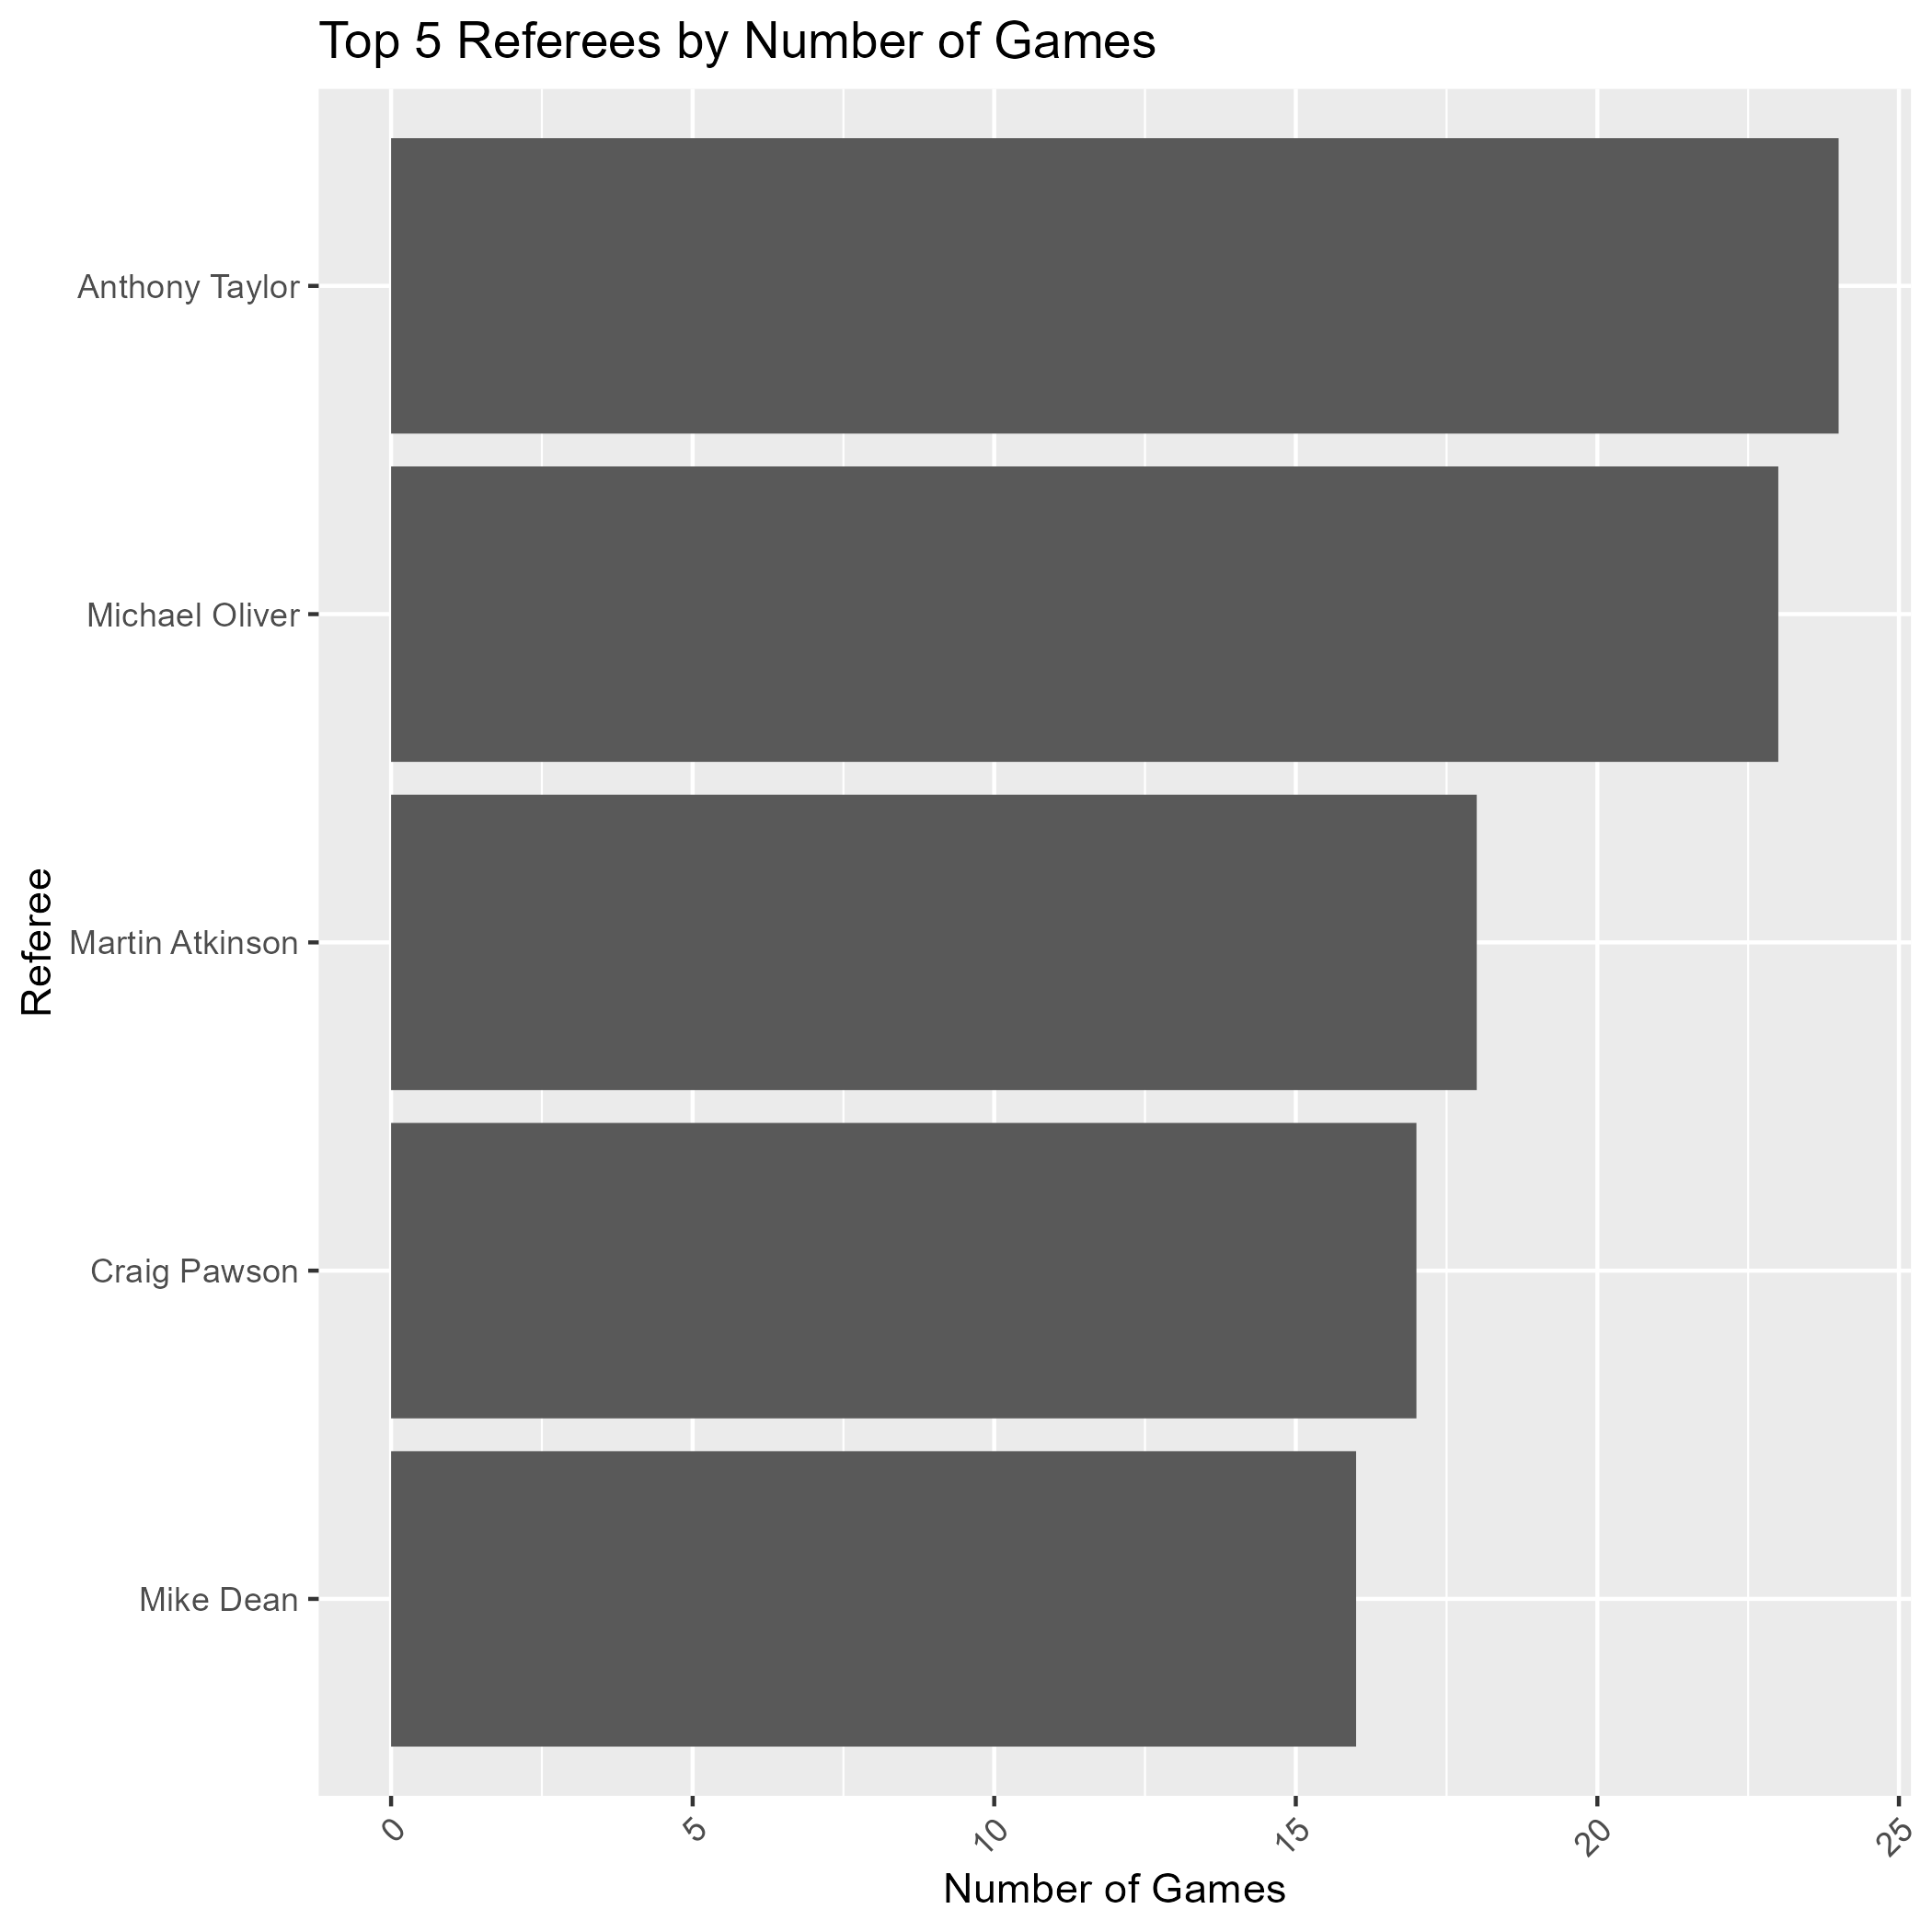 Top 5 Referees by Number of Games
Anthony Taylor
Michael Oliver
Martin Atkinson
Craig Pawson
Mike Dean
Referee
0
5
10
15
20
25
Number of Games